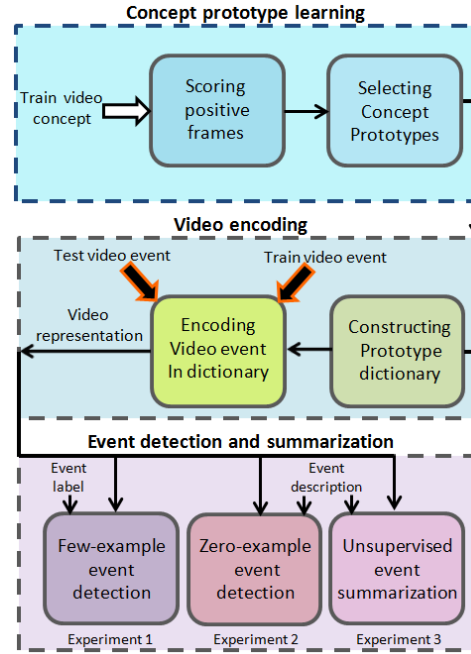 Concept prototype learning
Train video
concept
Scoring
positive
frames
Selecting
Concept
Prototypes
Video encoding
Test video event
Train video event
Video
representation
Encoding
Video event
In dictionary
Constructing
Prototype
dictionary
Event detection and summarization
Event
label
Event
description
Few-example
event
detection
Zero-example
event
detection
Unsupervised
event
summarization
Experiment 1
Experiment 2
Experiment 3